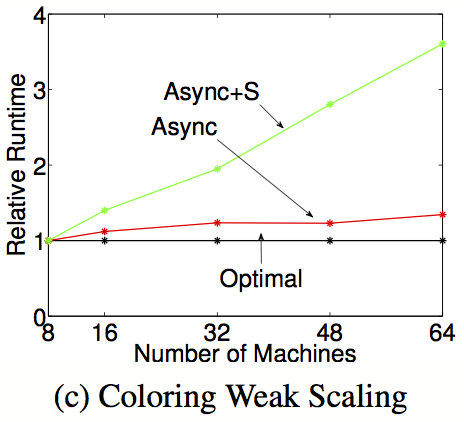 4
3
2
1
0
Relative Runtime
Async+S
Async
Optimal
8 16 32 48 64
Number of Machines
(c) Coloring Weak Scaling